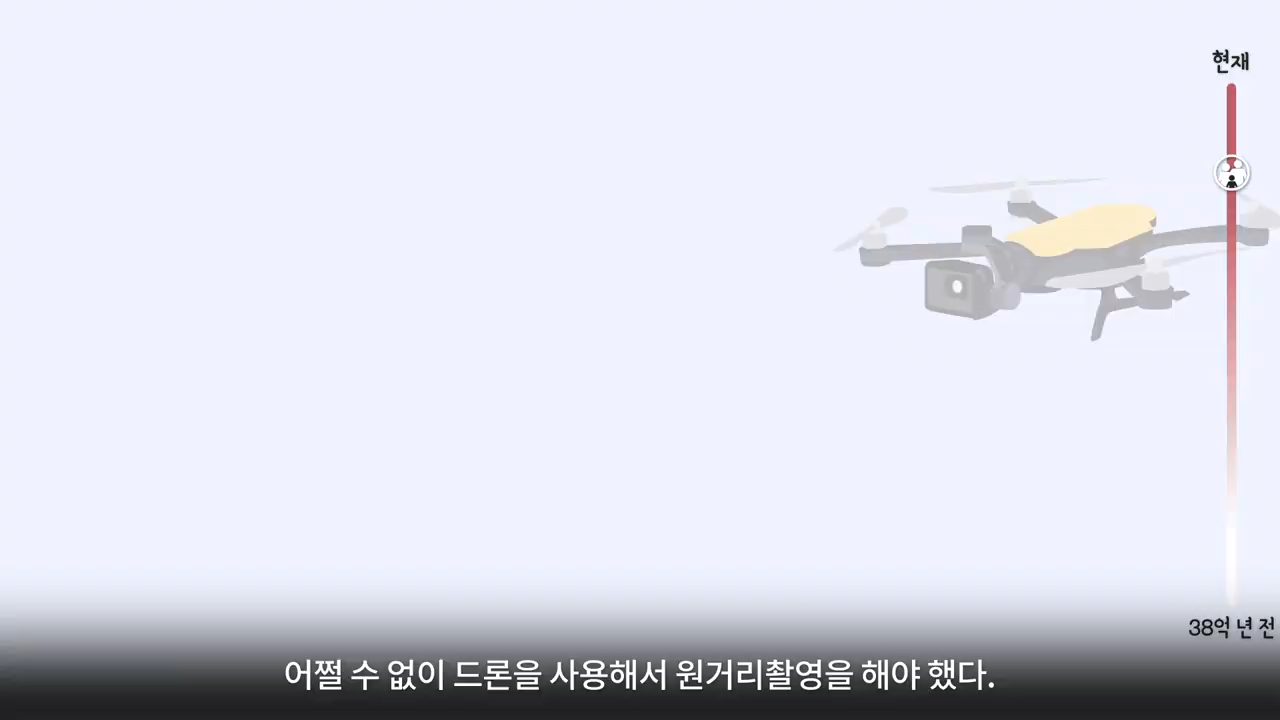 현재
38억 년 전
어쩔 수 없이 드론을 사용해서 원거리촬영을 해야 했다.